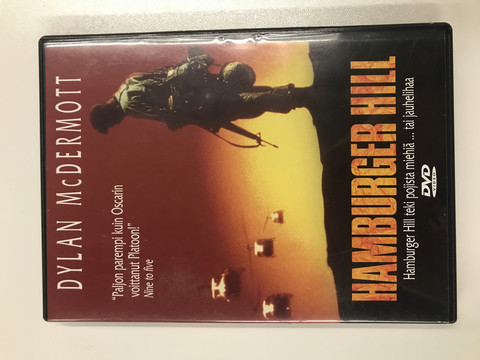 DYLAN McDERMOTT
"Paljon parempi kuin Oscarin
voittanut Platoon!"
Nine to five
HAMBURGER HILL
Hamburger Hill teki pojista miehiä ... tai jauhelihaa
DVD
VIDEO